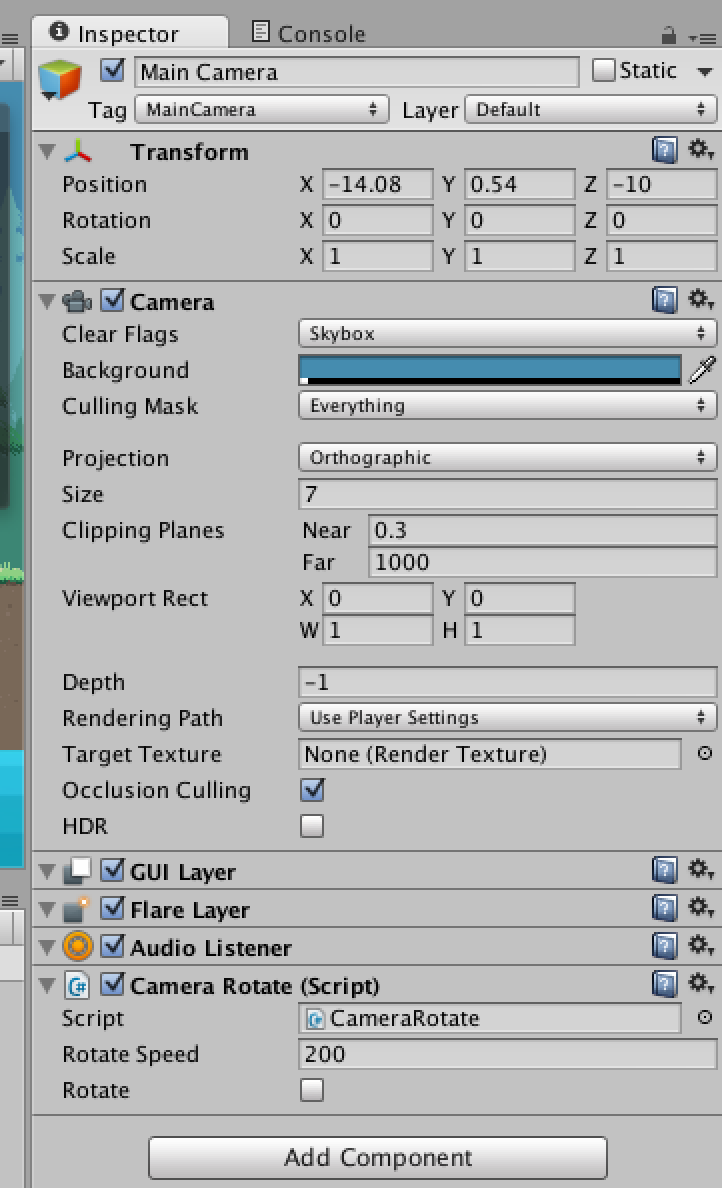 Inspector Console
Main Camera Static
Tag MainCamera Layer Default
Transform
Position X -14.08 Y 0.54 Z -10
Rotation X 0 Y 0 Z 0
Scale X 1 Y 1 Z 1
Camera
Clear Flags Skybox
Background
Culling Mask Everything
Projection Orthographic
Size 7
Clipping Planes Near 0.3
Far 1000
Viewport Rect X 0 Y 0
W 1 H 1
Depth -1
Rendering Path Use Player Settings
Target Texture None (Render Texture)
Occlusion Culling
HDR
GUI Layer
Flare Layer
Audio Listener
C# Camera Rotate (Script)
Script C# CameraRotate
Rotate Speed 200
Rotate
Add Component